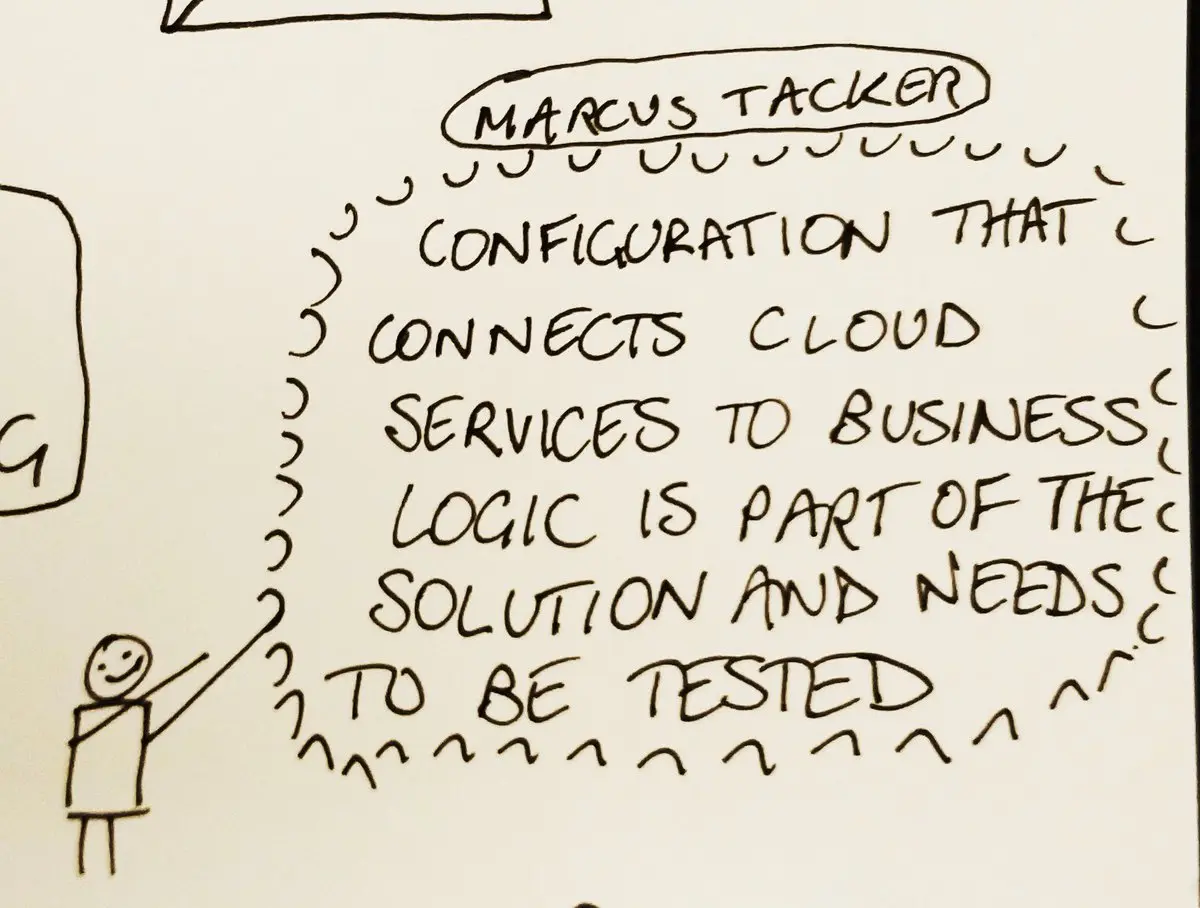 MARCUS TACKER
CONFIGURATION THAT
CONNECTS CLOUD
SERVICES TO BUSINESS
LOGIC IS PART OF THE
SOLUTION AND NEEDS
TO BE TESTED
G